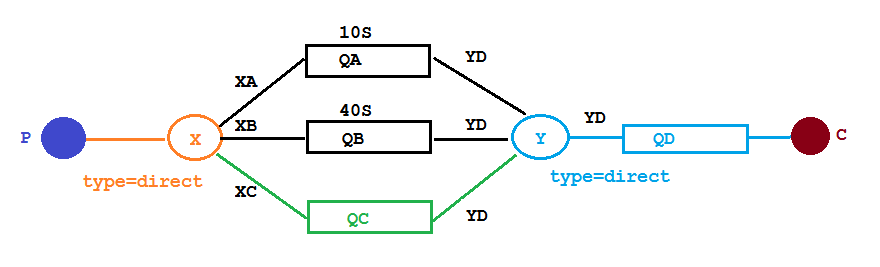 10S
QA
YD
XA
40S
P
X
XB
QB
YD
Y
YD
QD
C
type=direct
type=direct
XC
QC
YD